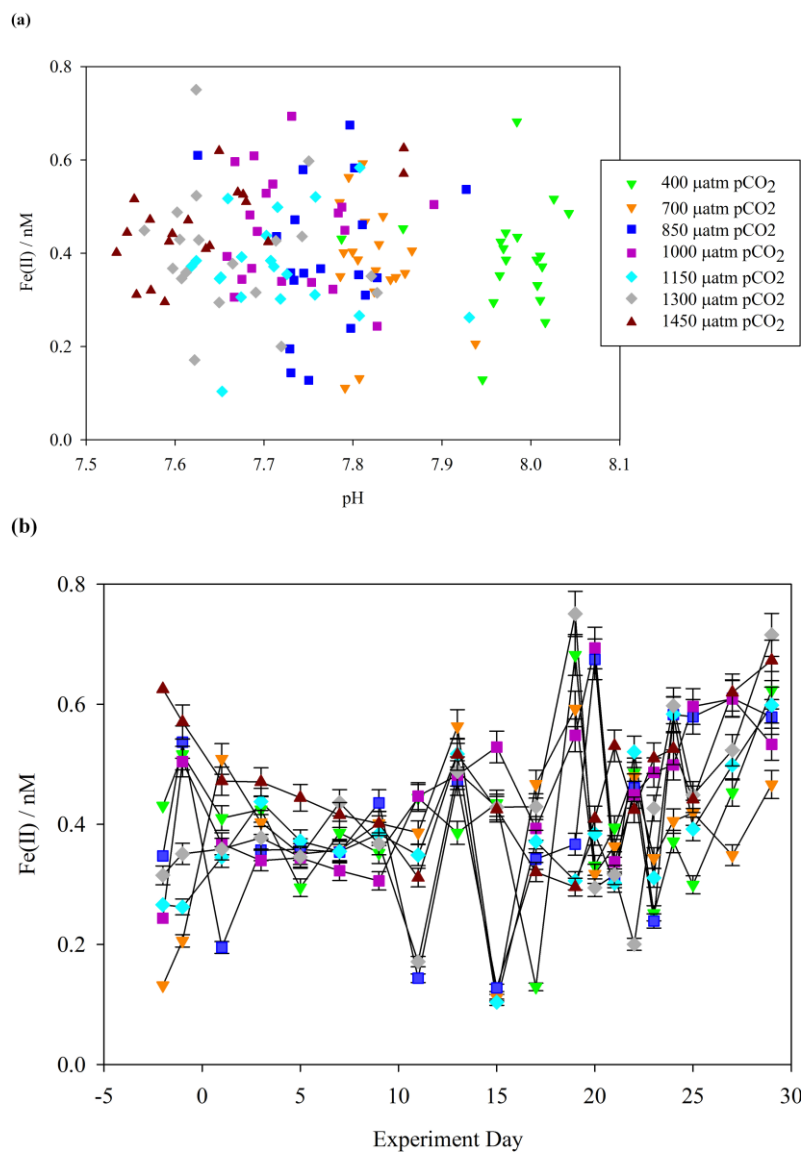 (a)
0.8
0.6
0.4
0.2
0.0
Fe(II) / nM
7.5 7.6 7.7 7.8 7.9 8.0 8.1
pH
400 µatm pCO₂
700 µatm pCO2
850 µatm pCO2
1000 µatm pCO₂
1150 µatm pCO₂
1300 µatm pCO₂
1450 µatm pCO₂
(b)
0.8
0.6
0.4
0.2
0.0
Fe(II) / nM
-5 0 5 10 15 20 25 30
Experiment Day